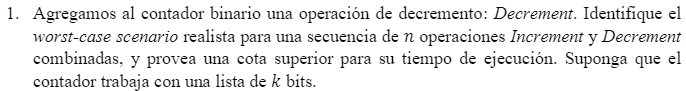 1. Agregamos al contador binario una operación de decremento: Decrement. Identifique el
worst-case scenario realista para una secuencia de n operaciones Increment y Decrement
combinadas, y provea una cota superior para su tiempo de ejecución. Suponga que el
contador trabaja con una lista de k bits.